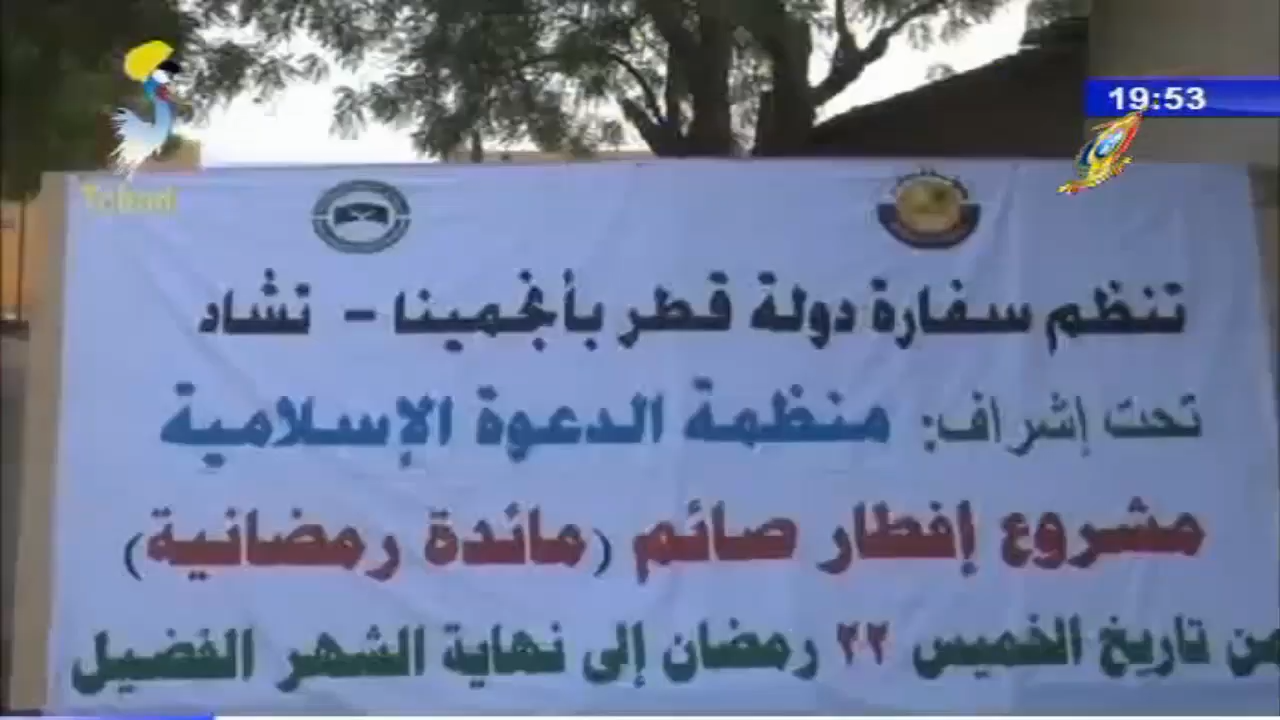 19:53
Tchad
تنظم سفارة دولة قطر بأنجمينا - تشاد
تحت إشراف: منظمة الدعوة الإسلامية
مشروع إفطار صائم (مائدة رمضانية)
من تاريخ الخميس ٢٢ رمضان إلى نهاية الشهر الفضيل